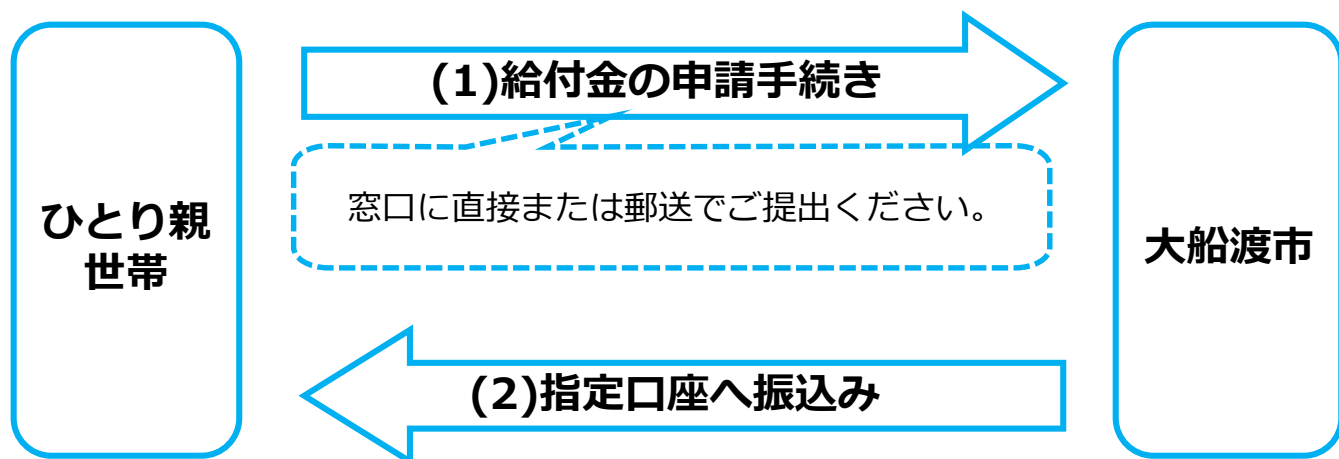 (1)給付金の申請手続き
窓口に直接または郵送でご提出ください。
ひとり親
世帯
大船渡市
(2)指定口座へ振込み